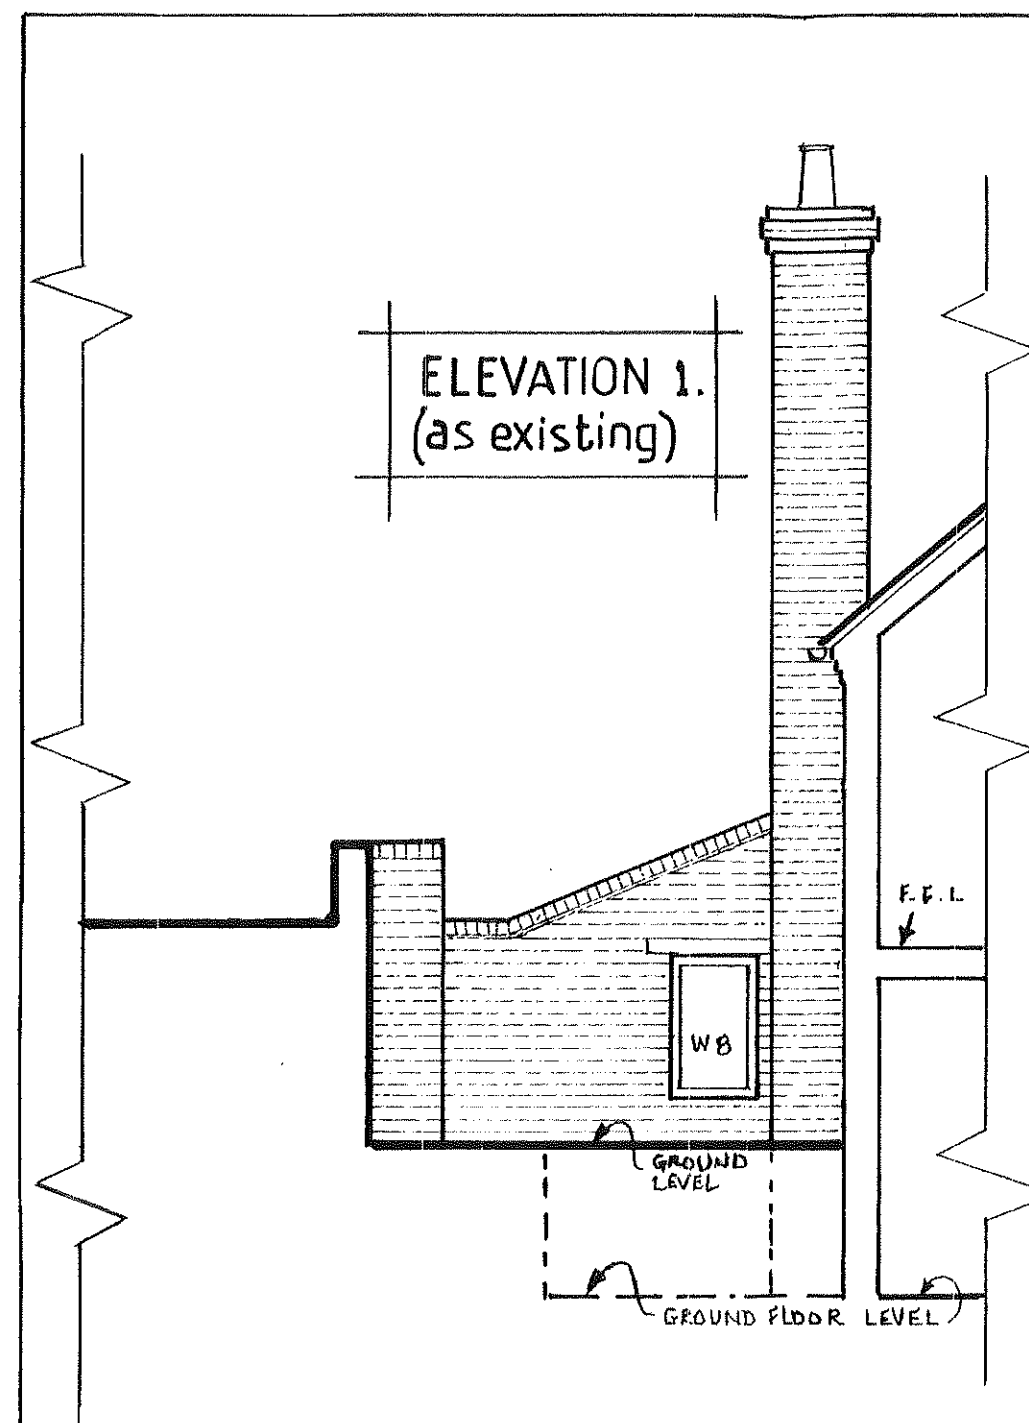 ELEVATION 1.
(as existing)
F.F.L.
W8
GROUND
LEVEL
GROUND FLOOR LEVEL